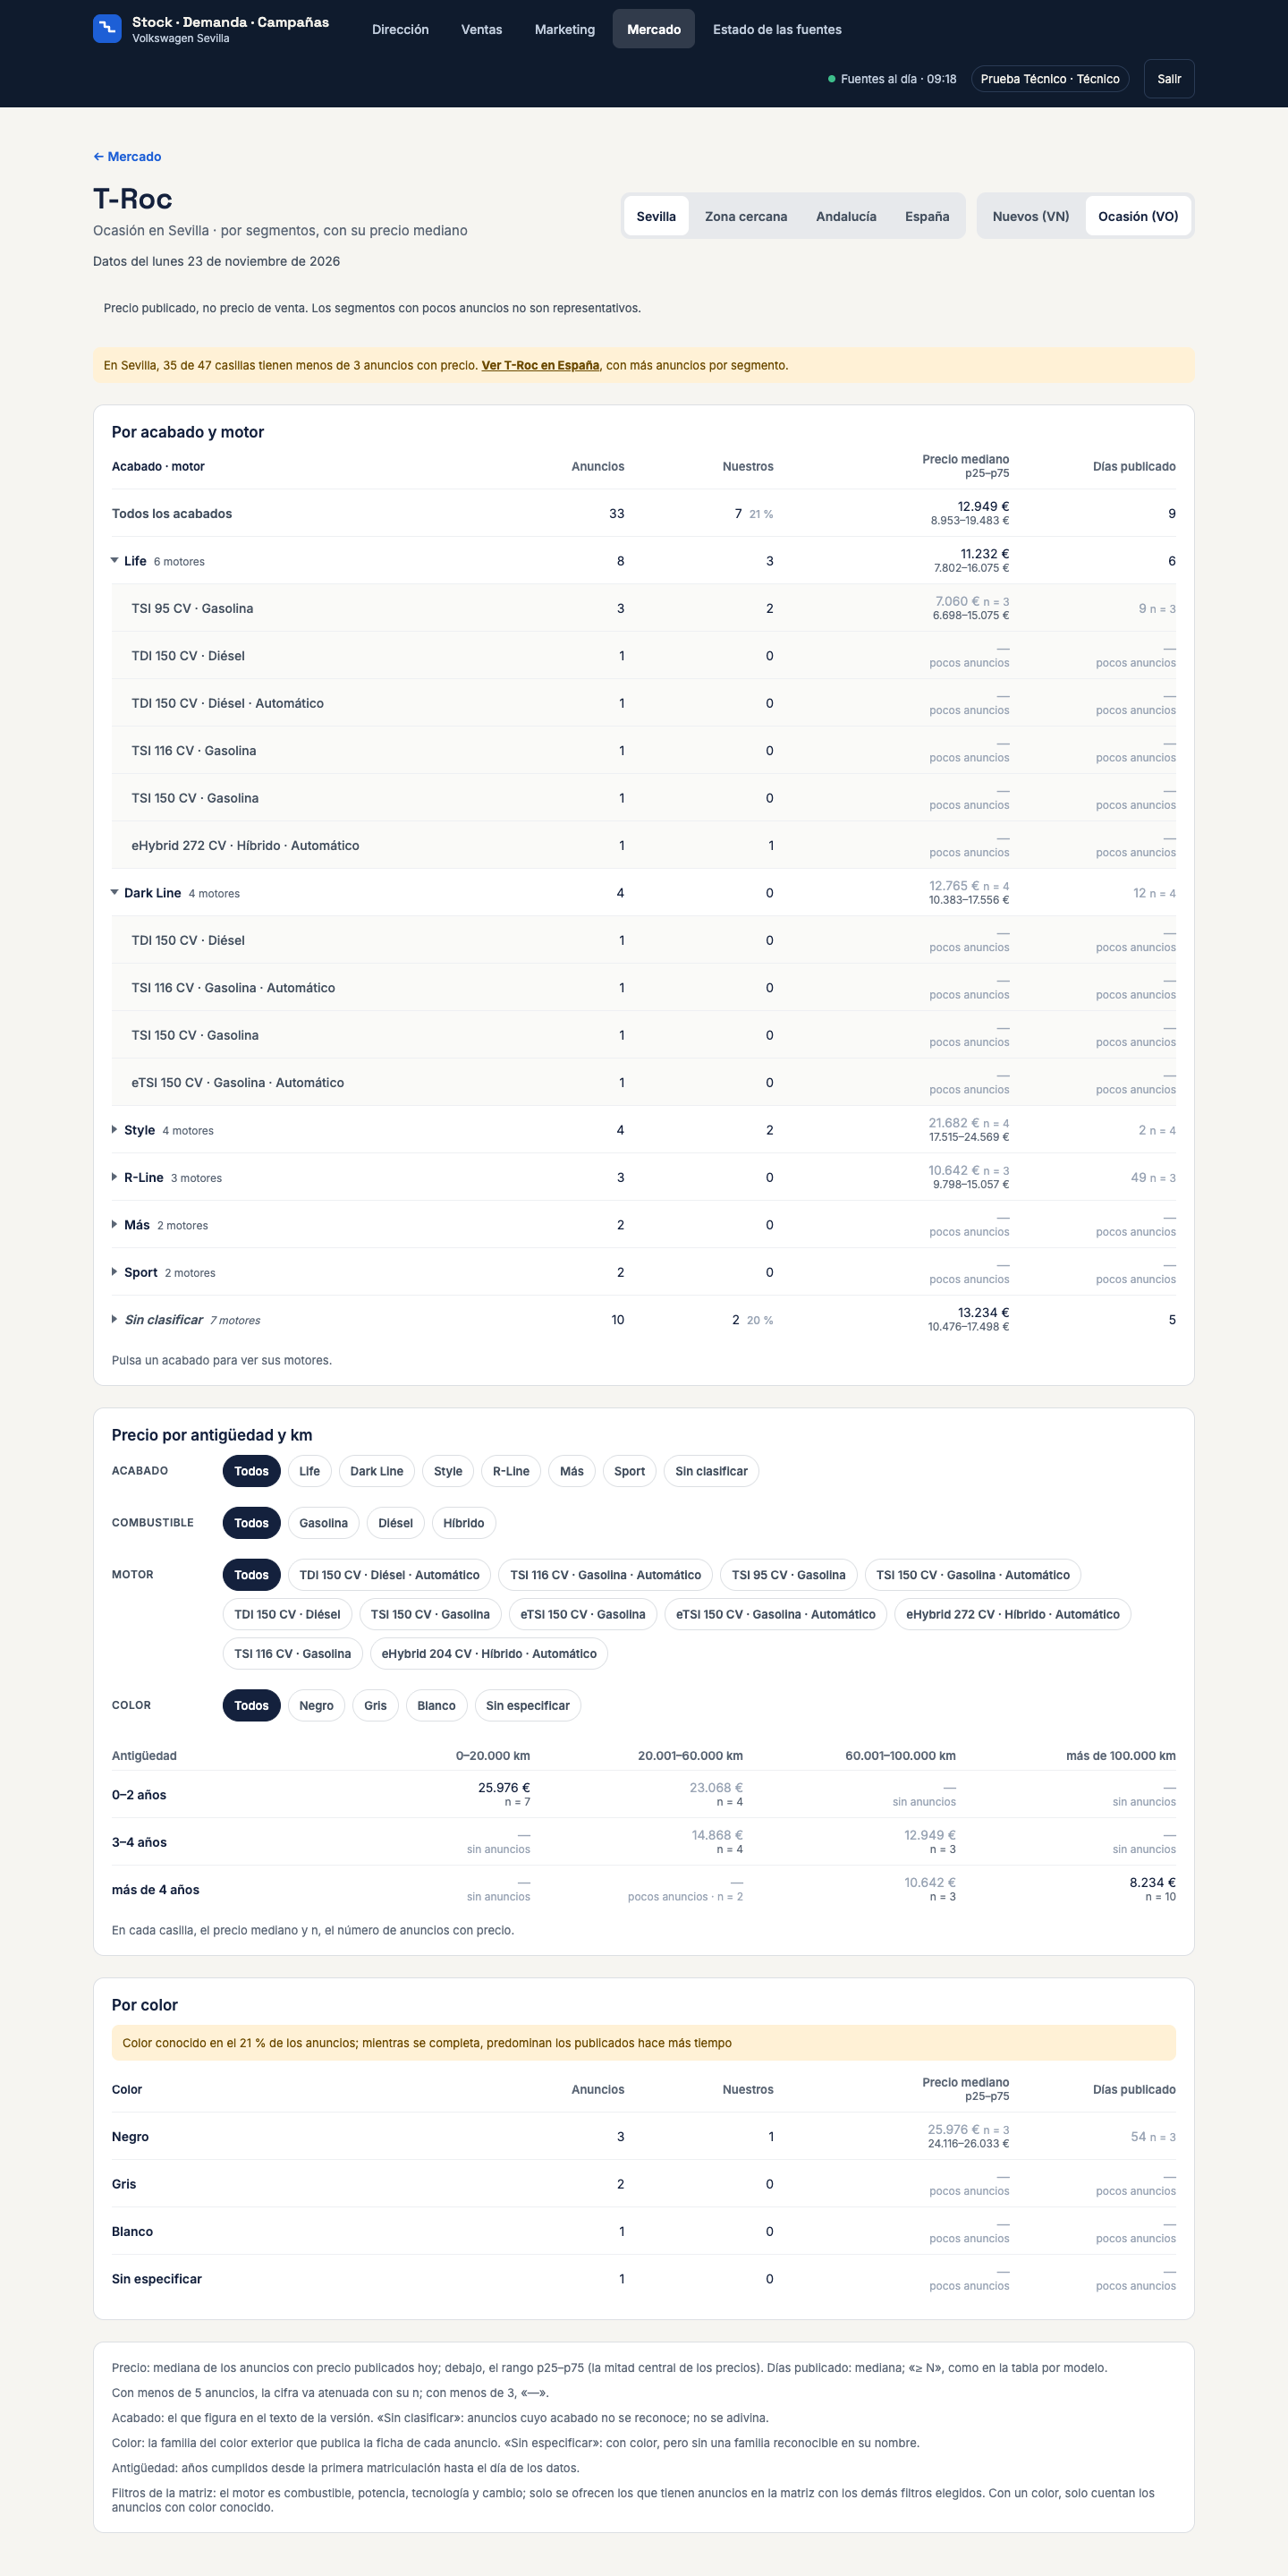 Stock · Demanda · Campañas
Volkswagen Sevilla
Dirección Ventas Marketing Mercado Estado de las fuentes
Fuentes al día · 09:18 Prueba Técnico · Técnico Salir
← Mercado
T-Roc
Ocasión en Sevilla · por segmentos, con su precio mediano
Datos del lunes 23 de noviembre de 2026
Sevilla Zona cercana Andalucía España Nuevos (VN) Ocasión (VO)
Precio publicado, no precio de venta. Los segmentos con pocos anuncios no son representativos.
En Sevilla, 35 de 47 casillas tienen menos de 3 anuncios con precio. Ver T-Roc en España, con más anuncios por segmento.
Por acabado y motor
Acabado · motor Anuncios Nuestros Precio mediano p25–p75 Días publicado
Todos los acabados 33 7 21 % 12.949 € 9
8.953–19.483 €
Life 6 motores 8 3 11.232 € 6
7.802–16.075 €
TSI 95 CV · Gasolina 3 2 7.060 € n = 3 9 n = 3
6.698–15.075 €
TDI 150 CV · Diésel 1 0 — —
pocos anuncios pocos anuncios
TDI 150 CV · Diésel · Automático 1 0 — —
pocos anuncios pocos anuncios
TSI 116 CV · Gasolina 1 0 — —
pocos anuncios pocos anuncios
TSI 150 CV · Gasolina 1 0 — —
pocos anuncios pocos anuncios
eHybrid 272 CV · Híbrido · Automático 1 1 — —
pocos anuncios pocos anuncios
Dark Line 4 motores 4 0 12.765 € n = 4 12 n = 4
10.383–17.556 €
TDI 150 CV · Diésel 1 0 — —
pocos anuncios pocos anuncios
TSI 116 CV · Gasolina · Automático 1 0 — —
pocos anuncios pocos anuncios
TSI 150 CV · Gasolina 1 0 — —
pocos anuncios pocos anuncios
eTSI 150 CV · Gasolina · Automático 1 0 — —
pocos anuncios pocos anuncios
Style 4 motores 4 2 21.682 € n = 4 2 n = 4
17.515–24.569 €
R-Line 3 motores 3 0 10.642 € n = 3 49 n = 3
9.798–15.057 €
Más 2 motores 2 0 — —
pocos anuncios pocos anuncios
Sport 2 motores 2 0 — —
pocos anuncios pocos anuncios
Sin clasificar 7 motores 10 2 20 % 13.234 € 5
10.476–17.498 €
Pulsa un acabado para ver sus motores.
Precio por antigüedad y km
ACABADO Todos Life Dark Line Style R-Line Más Sport Sin clasificar
COMBUSTIBLE Todos Gasolina Diésel Híbrido
MOTOR Todos TDI 150 CV · Diésel · Automático TSI 116 CV · Gasolina · Automático TSI 95 CV · Gasolina TSI 150 CV · Gasolina · Automático
TDI 150 CV · Diésel TSI 150 CV · Gasolina eTSI 150 CV · Gasolina eTSI 150 CV · Gasolina · Automático eHybrid 272 CV · Híbrido · Automático
TSI 116 CV · Gasolina eHybrid 204 CV · Híbrido · Automático
COLOR Todos Negro Gris Blanco Sin especificar
Antigüedad 0–20.000 km 20.001–60.000 km 60.001–100.000 km más de 100.000 km
0–2 años 25.976 € 23.068 € — —
n = 7 n = 4 sin anuncios sin anuncios
3–4 años — 14.868 € 12.949 € —
sin anuncios n = 4 n = 3 sin anuncios
más de 4 años — — 10.642 € 8.234 €
sin anuncios pocos anuncios · n = 2 n = 3 n = 10
En cada casilla, el precio mediano y n, el número de anuncios con precio.
Por color
Color conocido en el 21 % de los anuncios; mientras se completa, predominan los publicados hace más tiempo
Color Anuncios Nuestros Precio mediano p25–p75 Días publicado
Negro 3 1 25.976 € n = 3 54 n = 3
24.116–26.033 €
Gris 2 0 — —
pocos anuncios pocos anuncios
Blanco 1 0 — —
pocos anuncios pocos anuncios
Sin especificar 1 0 — —
pocos anuncios pocos anuncios
Precio: mediana de los anuncios con precio publicados hoy; debajo, el rango p25–p75 (la mitad central de los precios). Días publicado: mediana; «≥ N», como en la tabla por modelo.
Con menos de 5 anuncios, la cifra va atenuada con su n; con menos de 3, «—».
Acabado: el que figura en el texto de la versión. «Sin clasificar»: anuncios cuyo acabado no se reconoce; no se adivina.
Color: la familia del color exterior que publica la ficha de cada anuncio. «Sin especificar»: con color, pero sin una familia reconocible en su nombre.
Antigüedad: años cumplidos desde la primera matriculación hasta el día de los datos.
Filtros de la matriz: el motor es combustible, potencia, tecnología y cambio; solo se ofrecen los que tienen anuncios en la matriz con los demás filtros elegidos. Con un color, solo cuentan los
anuncios con color conocido.